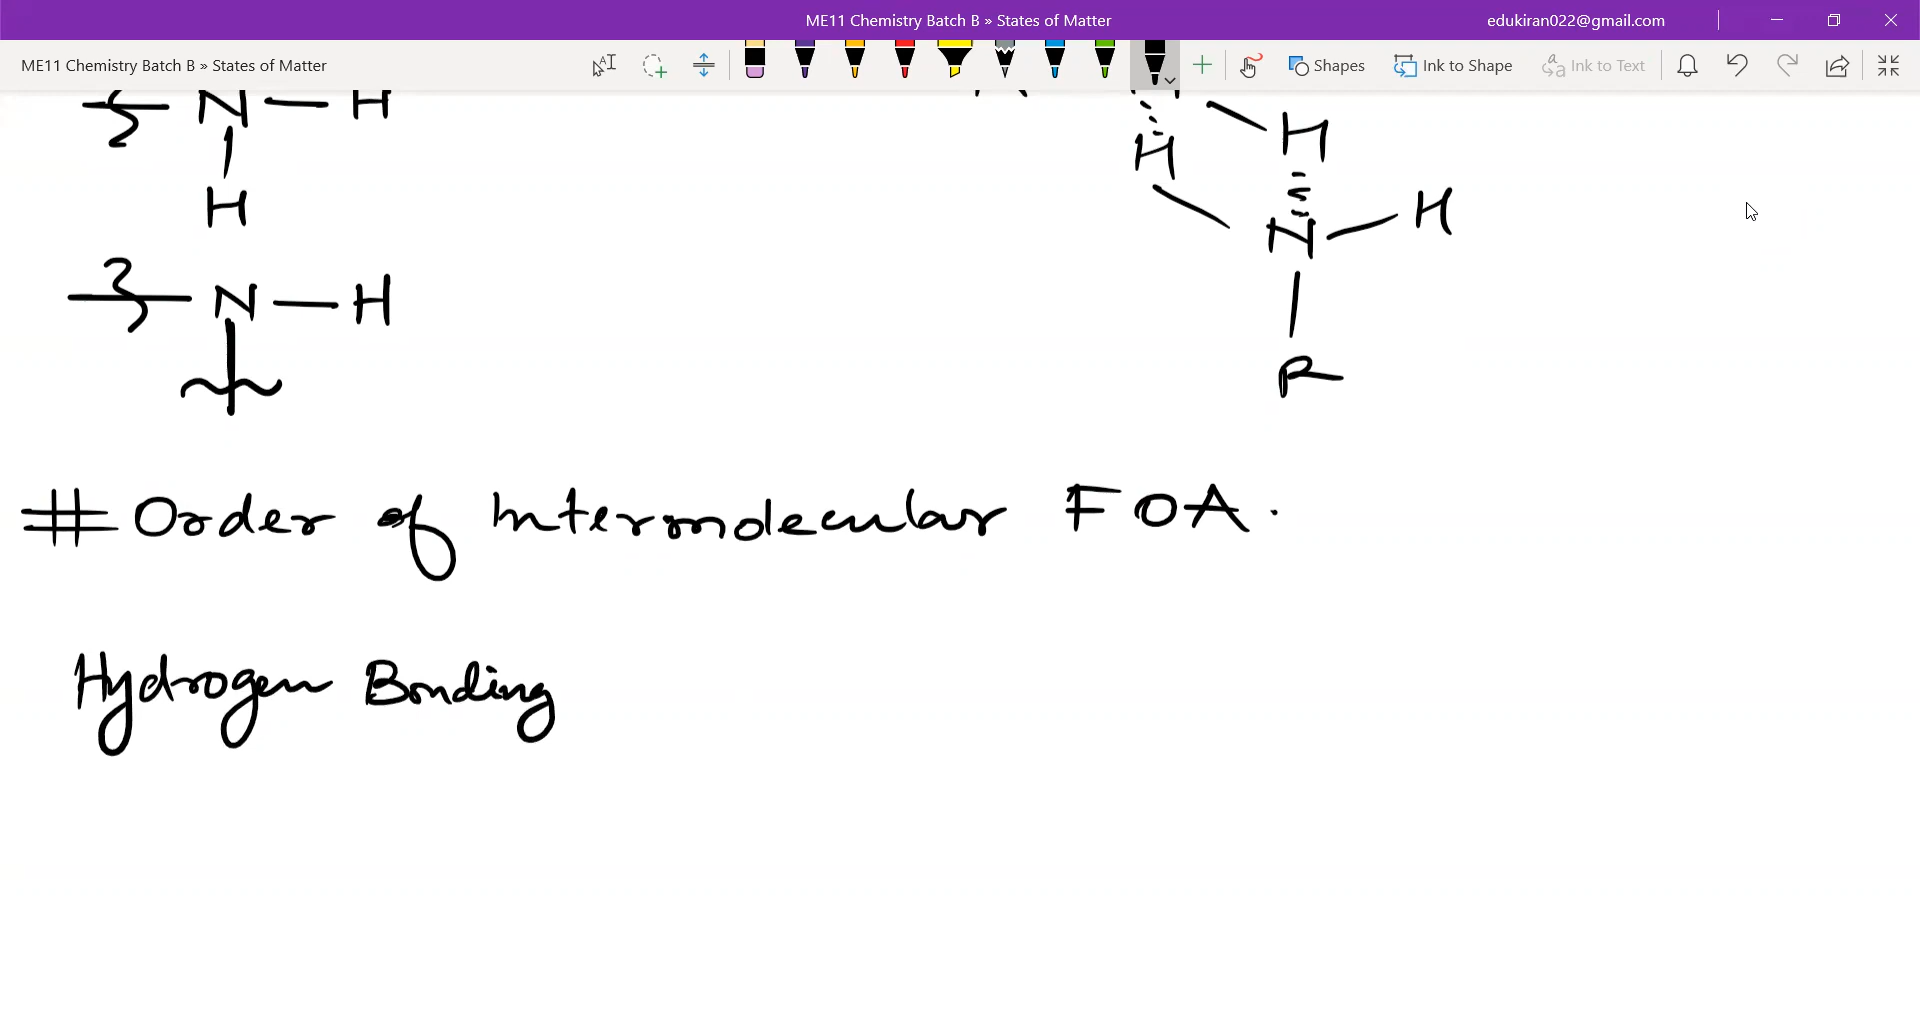 ME11 Chemistry Batch B » States of Matter
edukiran022@gmail.com
ME11 Chemistry Batch B » States of Matter
Shapes
Ink to Shape
Ink to Text
N — H
H
H
H
N — H
R
N — H
# Order of Intermolecular FOA.
Hydrogen Bonding